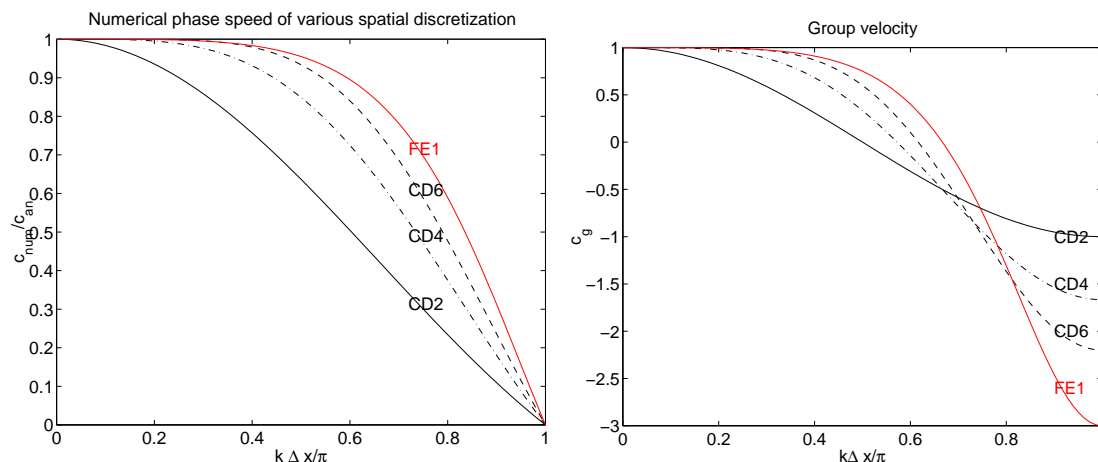 Numerical phase speed of various spatial discretization
1
0.9
0.8
0.7
0.6
0.5
0.4
0.3
0.2
0.1
0
c_num/c_an
FE1
CD6
CD4
CD2
0
0.2
0.4
0.6
0.8
1
k Δ x/π
Group velocity
1
0.5
0
−0.5
−1
−1.5
−2
−2.5
−3
c_g
CD2
CD4
CD6
FE1
0
0.2
0.4
0.6
0.8
kΔ x/π